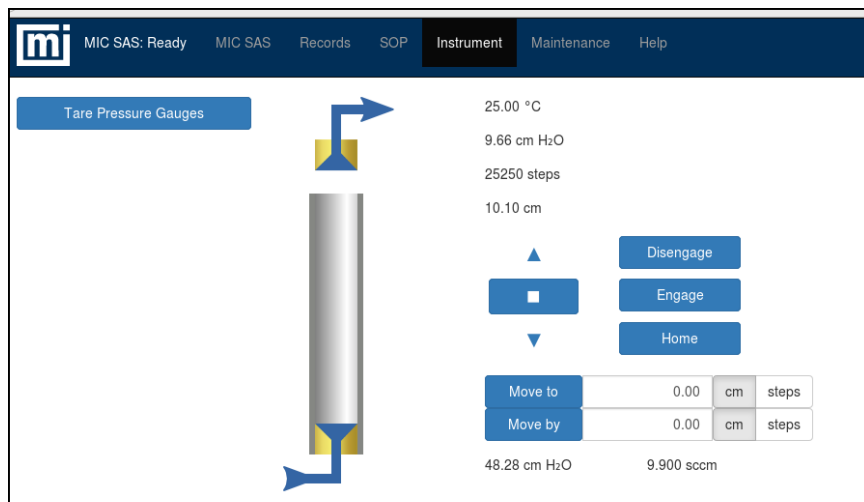 mi MIC SAS: Ready MIC SAS Records SOP Instrument Maintenance Help
Tare Pressure Gauges
25.00 °C
9.66 cm H₂O
25250 steps
10.10 cm
Disengage
Engage
Home
Move to 0.00 cm steps
Move by 0.00 cm steps
48.28 cm H₂O 9.900 sccm